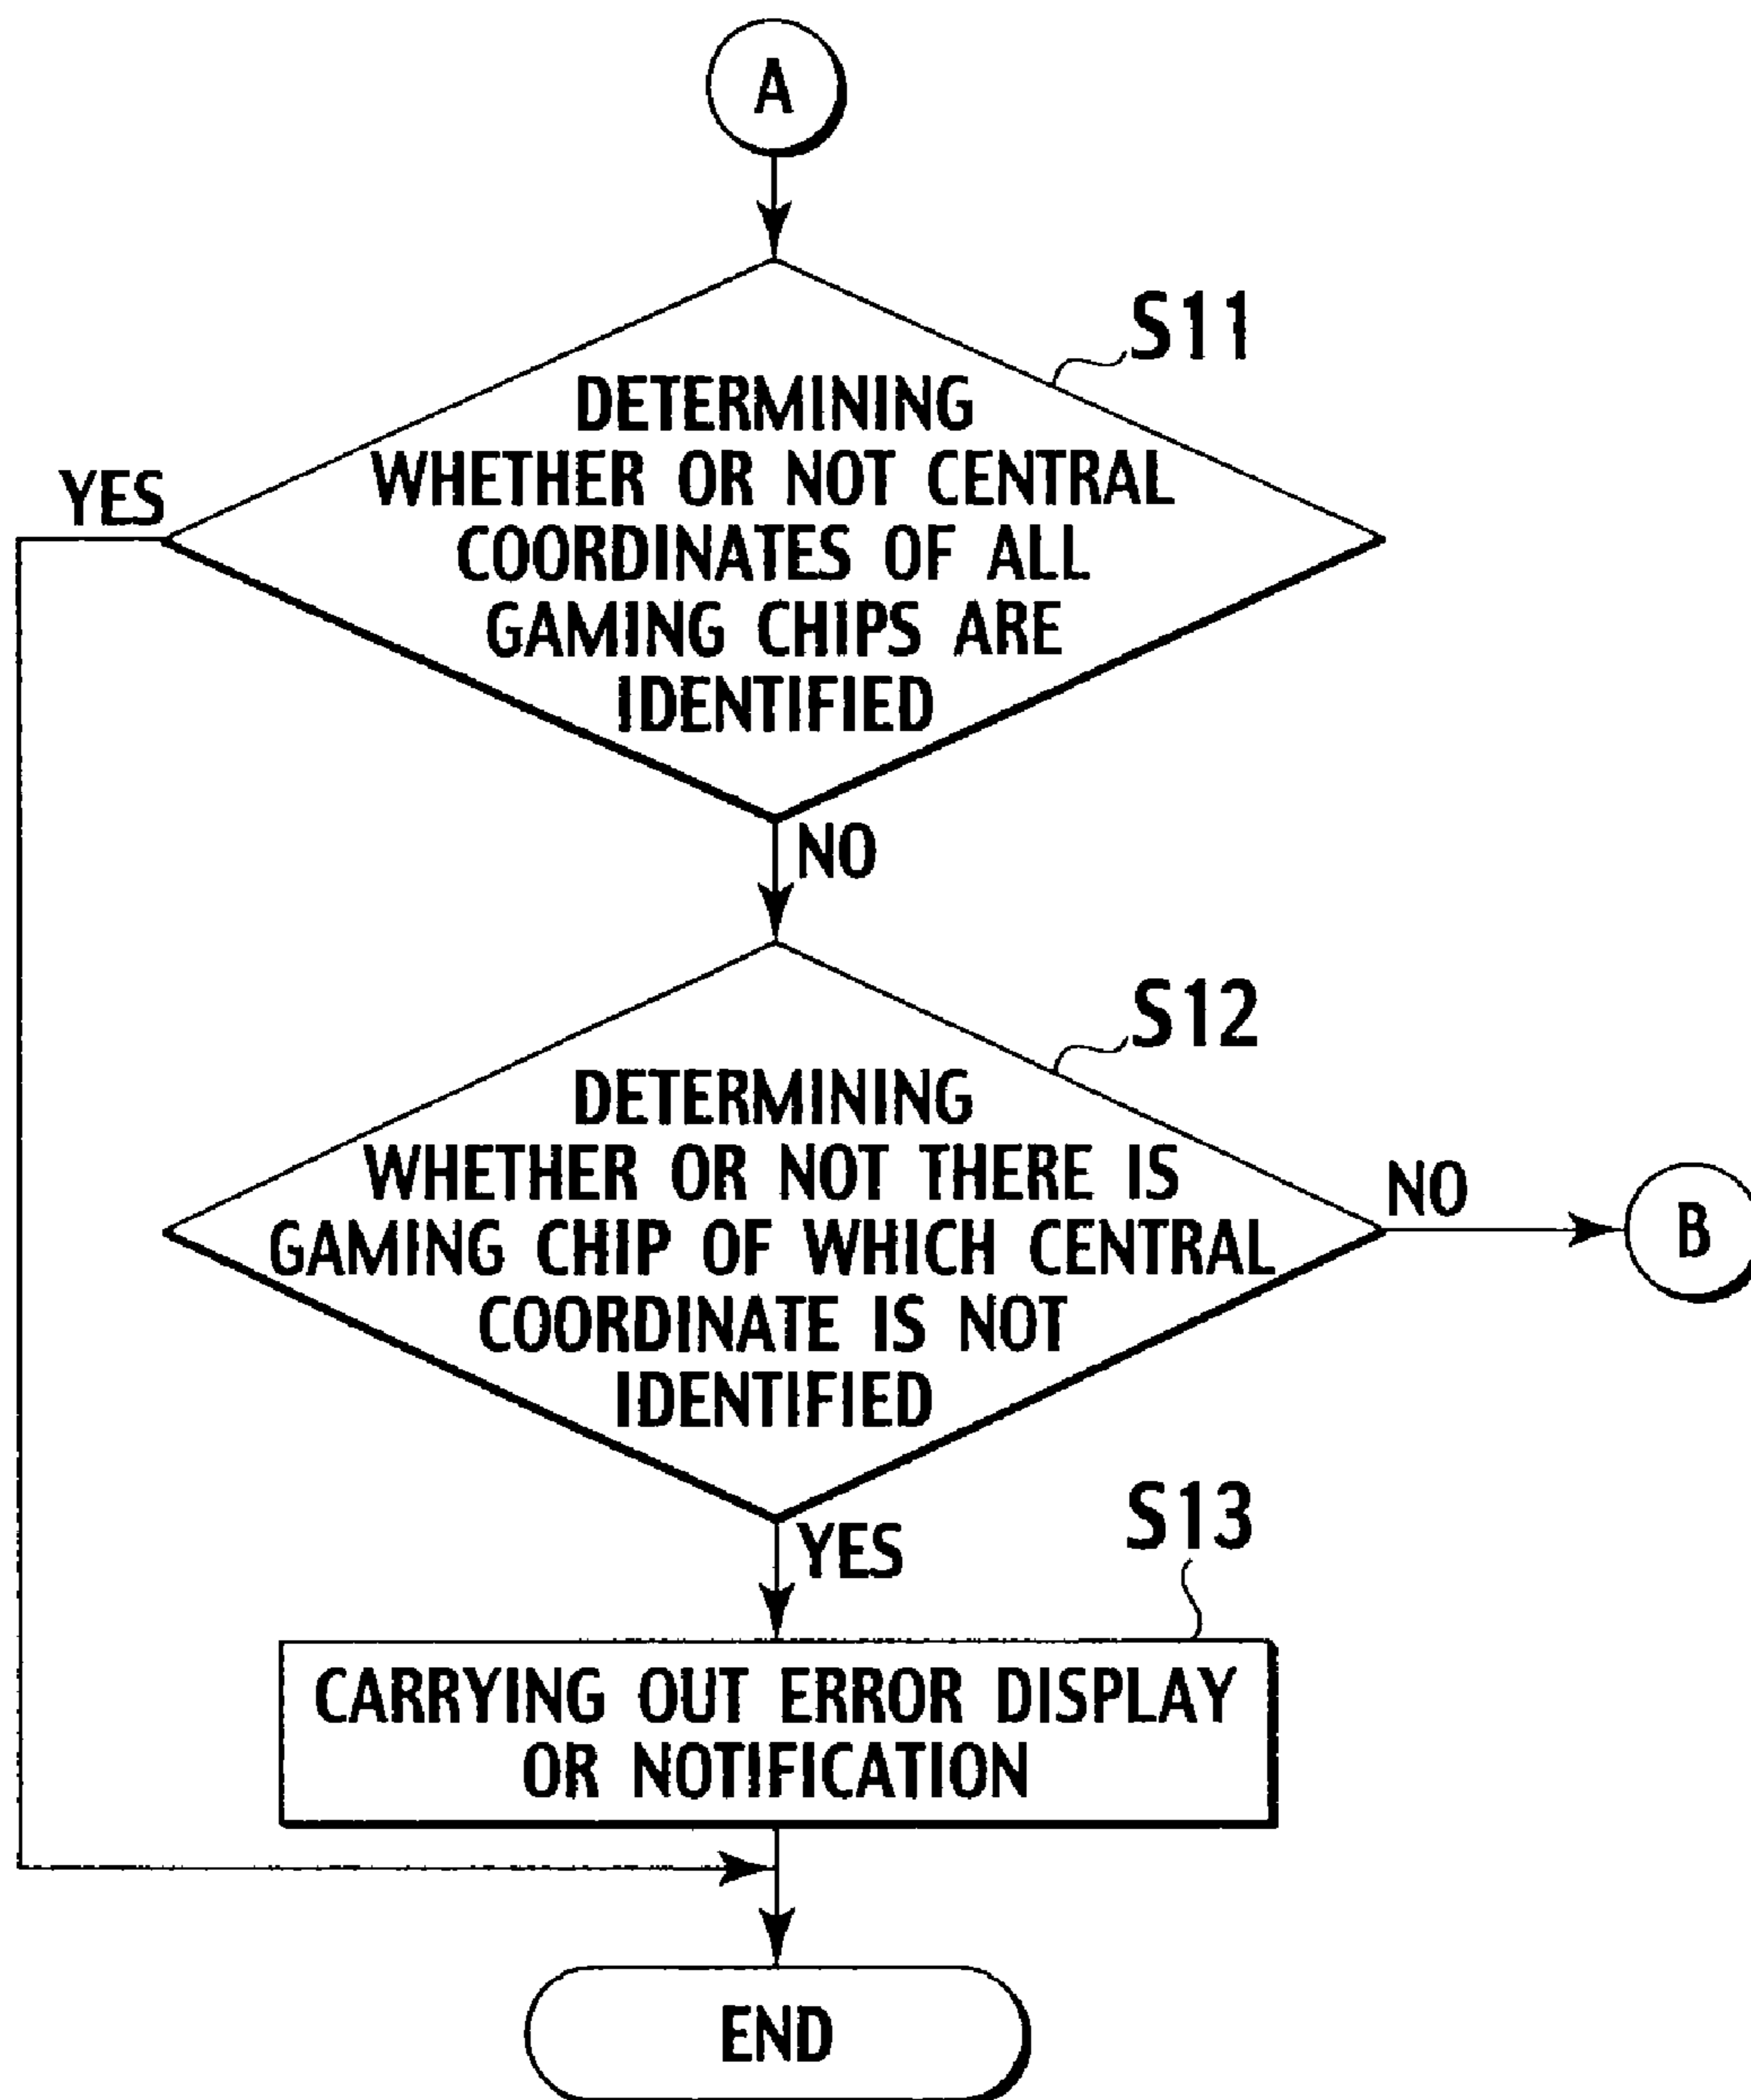 A
S11
DETERMINING
WHETHER OR NOT CENTRAL
COORDINATES OF ALL
GAMING CHIPS ARE
IDENTIFIED
YES
NO
S12
DETERMINING
WHETHER OR NOT THERE IS
GAMING CHIP OF WHICH CENTRAL
COORDINATE IS NOT
IDENTIFIED
NO
B
YES
S13
CARRYING OUT ERROR DISPLAY
OR NOTIFICATION
END